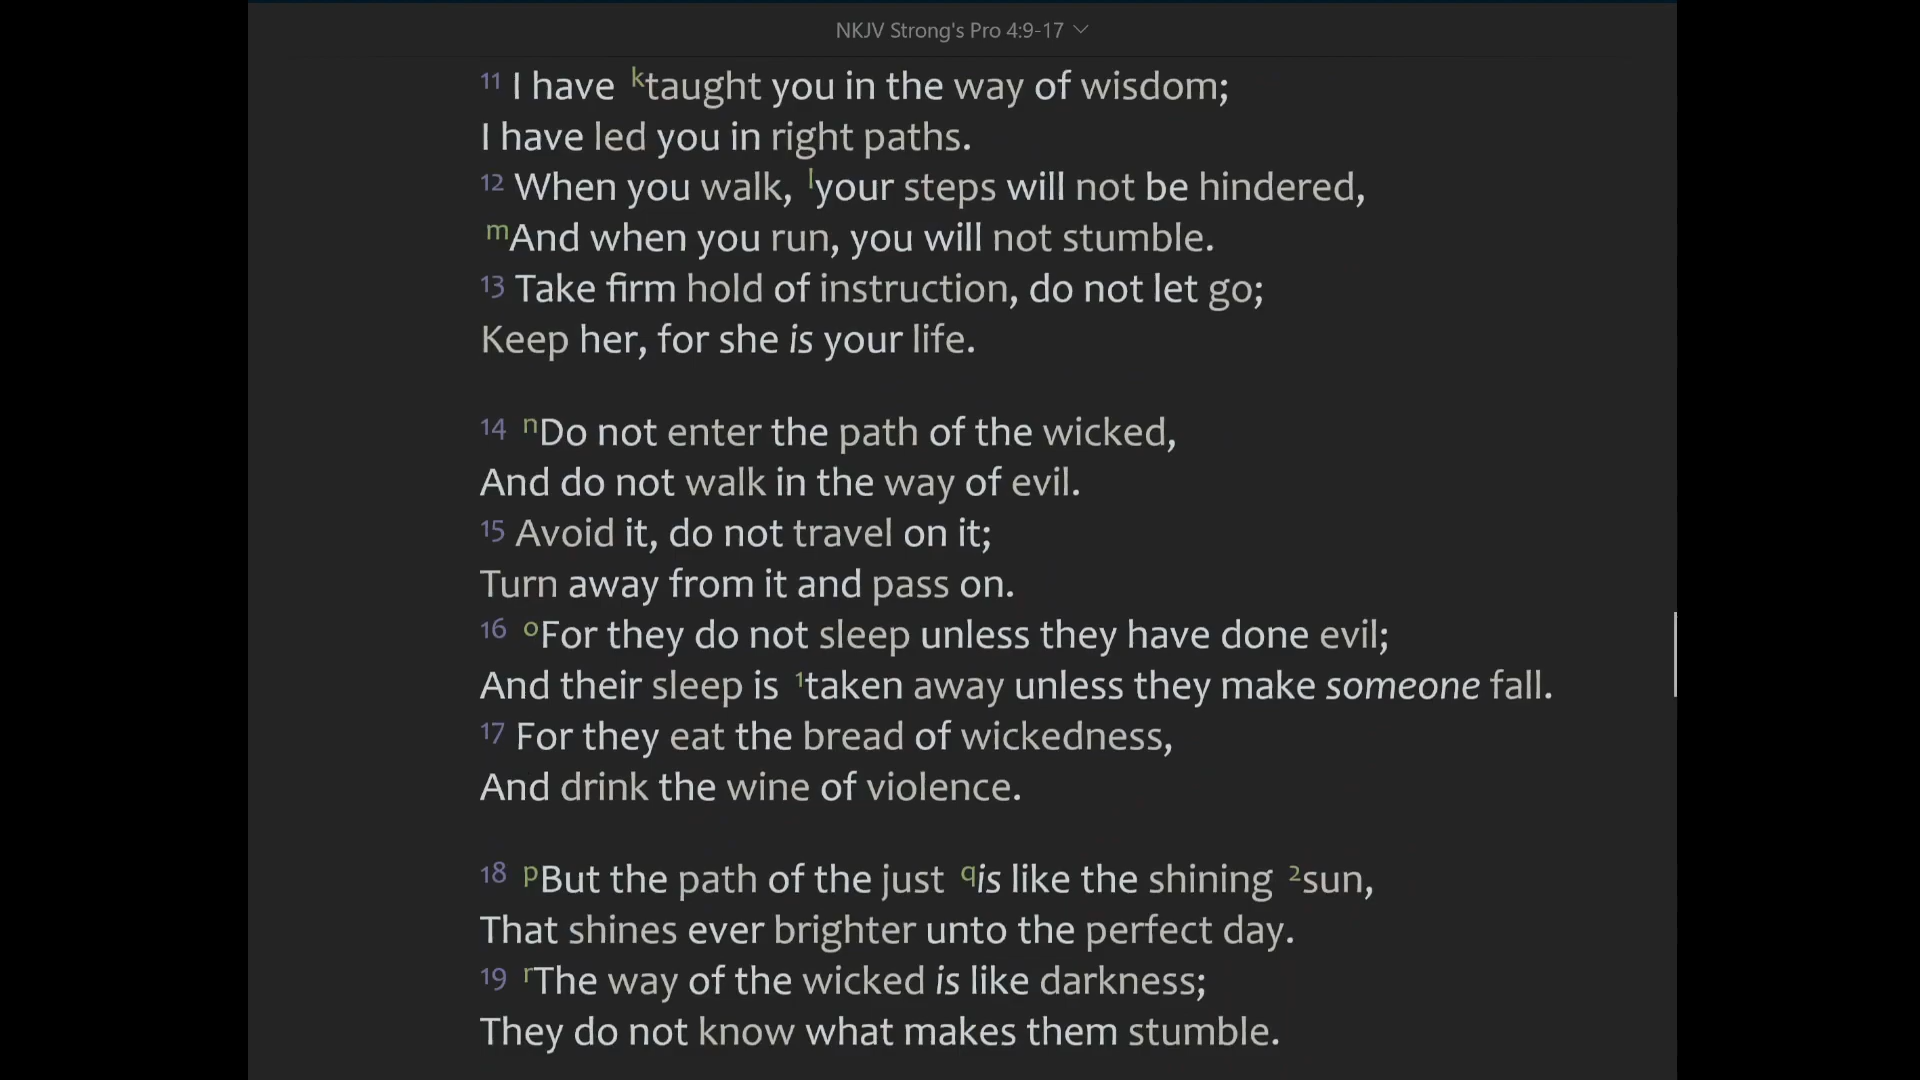 NKJV Strong's Pro 4:9-17
11 I have ktaught you in the way of wisdom;
I have led you in right paths.
12 When you walk, lyour steps will not be hindered,
mAnd when you run, you will not stumble.
13 Take firm hold of instruction, do not let go;
Keep her, for she is your life.
14 nDo not enter the path of the wicked,
And do not walk in the way of evil.
15 Avoid it, do not travel on it;
Turn away from it and pass on.
16 oFor they do not sleep unless they have done evil;
And their sleep is 1taken away unless they make someone fall.
17 For they eat the bread of wickedness,
And drink the wine of violence.
18 pBut the path of the just qis like the shining 2sun,
That shines ever brighter unto the perfect day.
19 rThe way of the wicked is like darkness;
They do not know what makes them stumble.